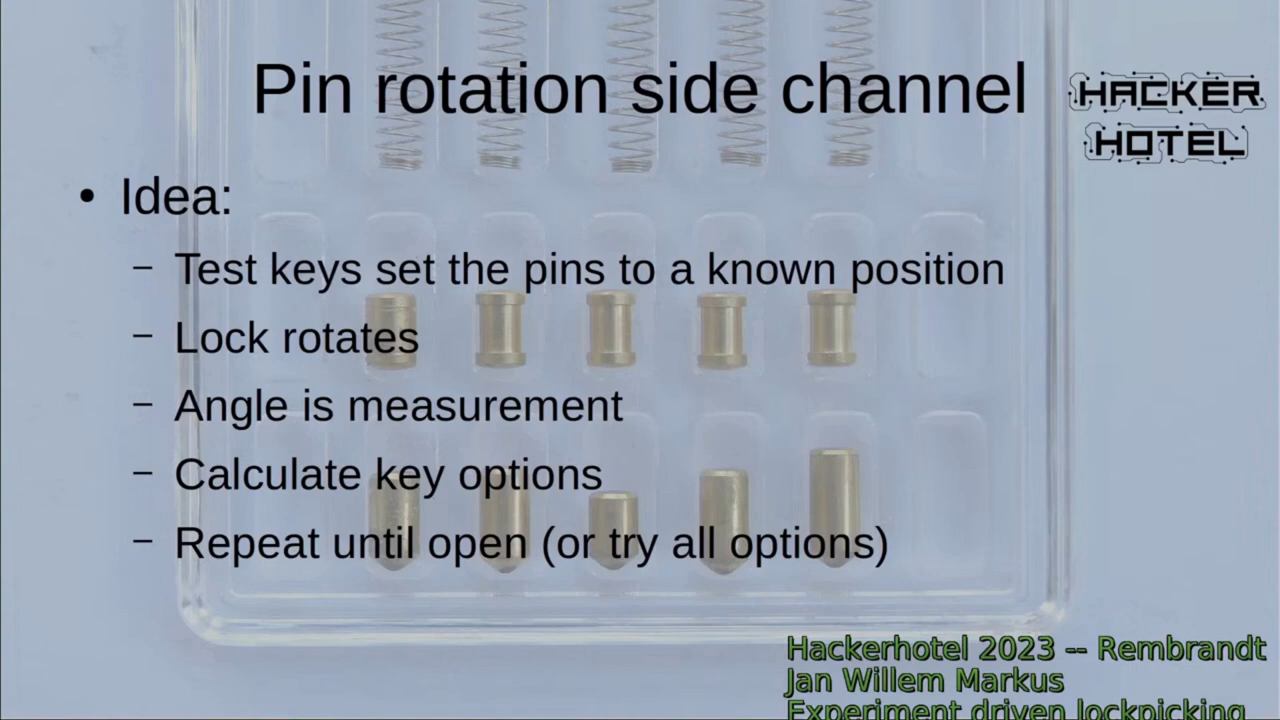 Pin rotation side channel
HACKER
HOTEL
• Idea:
– Test keys set the pins to a known position
– Lock rotates
– Angle is measurement
– Calculate key options
– Repeat until open (or try all options)
Hackerhotel 2023 -- Rembrandt
Jan Willem Markus
Experiment driven lockpicking